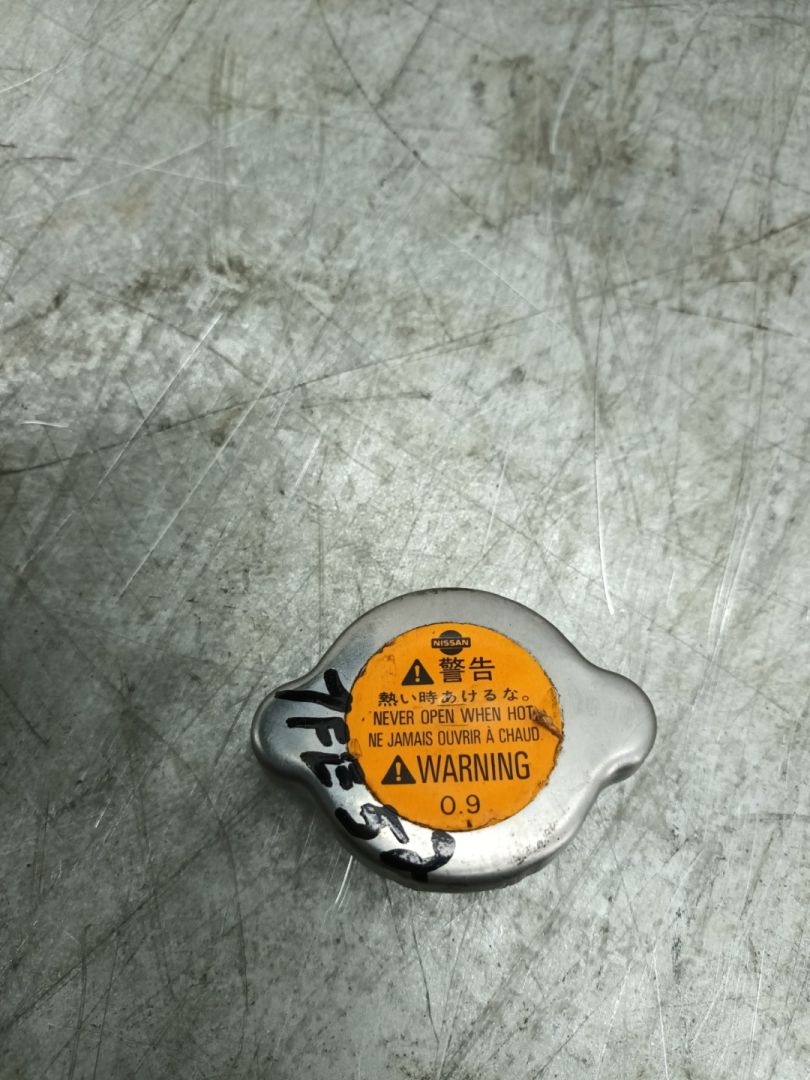 NISSAN
⚠警告
熱い時あけるな。
NEVER OPEN WHEN HOT.
NE JAMAIS OUVRIR À CHAUD.
⚠WARNING
0.9